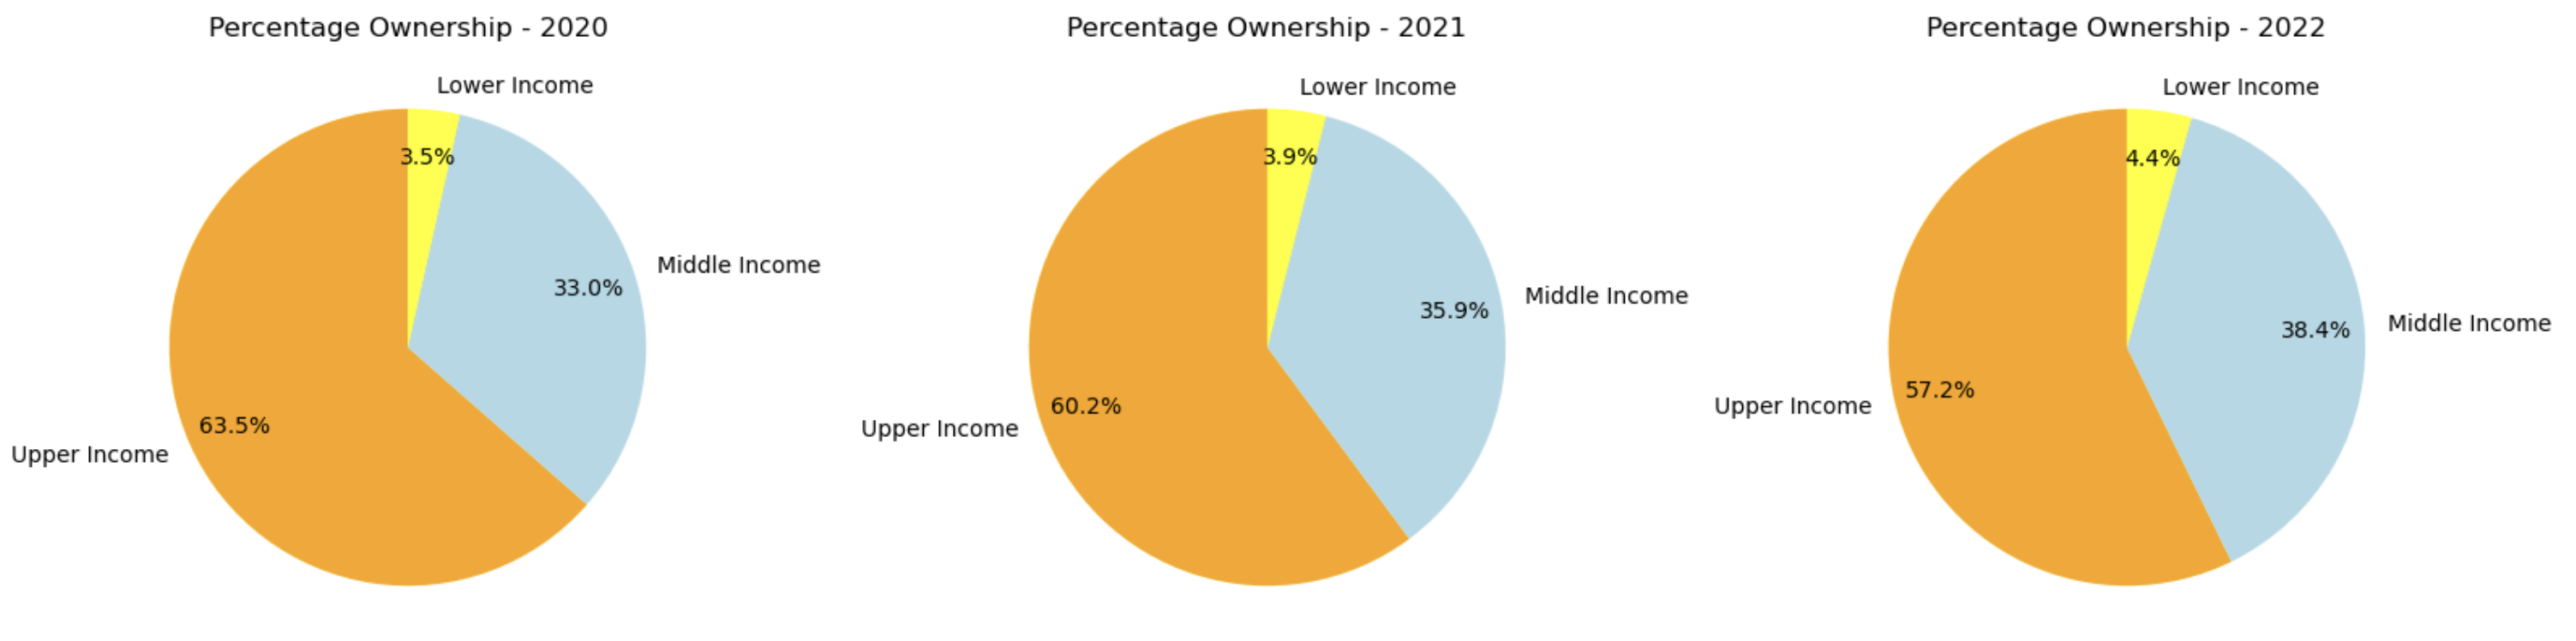 Percentage Ownership - 2020
Lower Income
3.5%
Middle Income
33.0%
63.5%
Upper Income
Percentage Ownership - 2021
Lower Income
3.9%
Middle Income
35.9%
60.2%
Upper Income
Percentage Ownership - 2022
Lower Income
4.4%
Middle Income
38.4%
57.2%
Upper Income